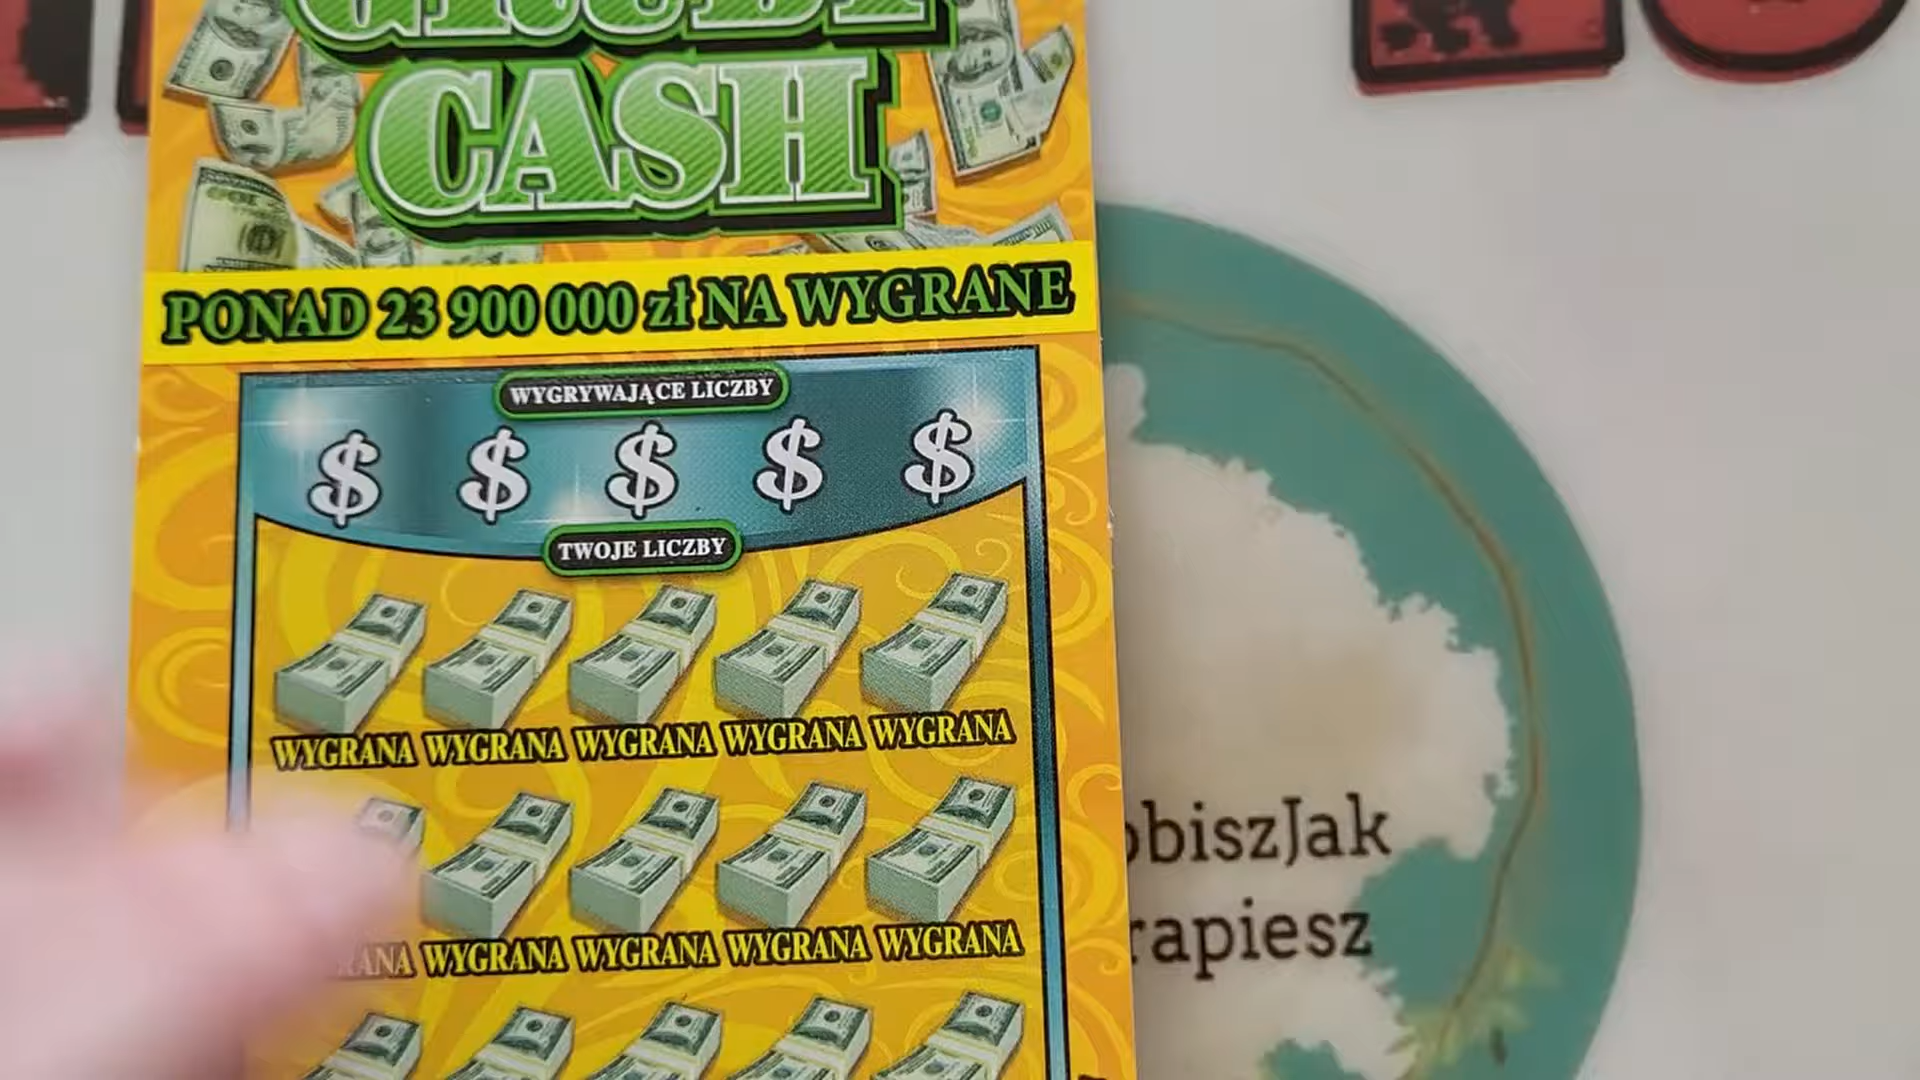 CASH
PONAD 23 900 000 zł NA WYGRANE
WYGRYWAJĄCE LICZBY
$ $ $ $ $
TWOJE LICZBY
WYGRANA WYGRANA WYGRANA WYGRANA WYGRANA
WYGRANA WYGRANA WYGRANA WYGRANA
obiszJak
rapiesz